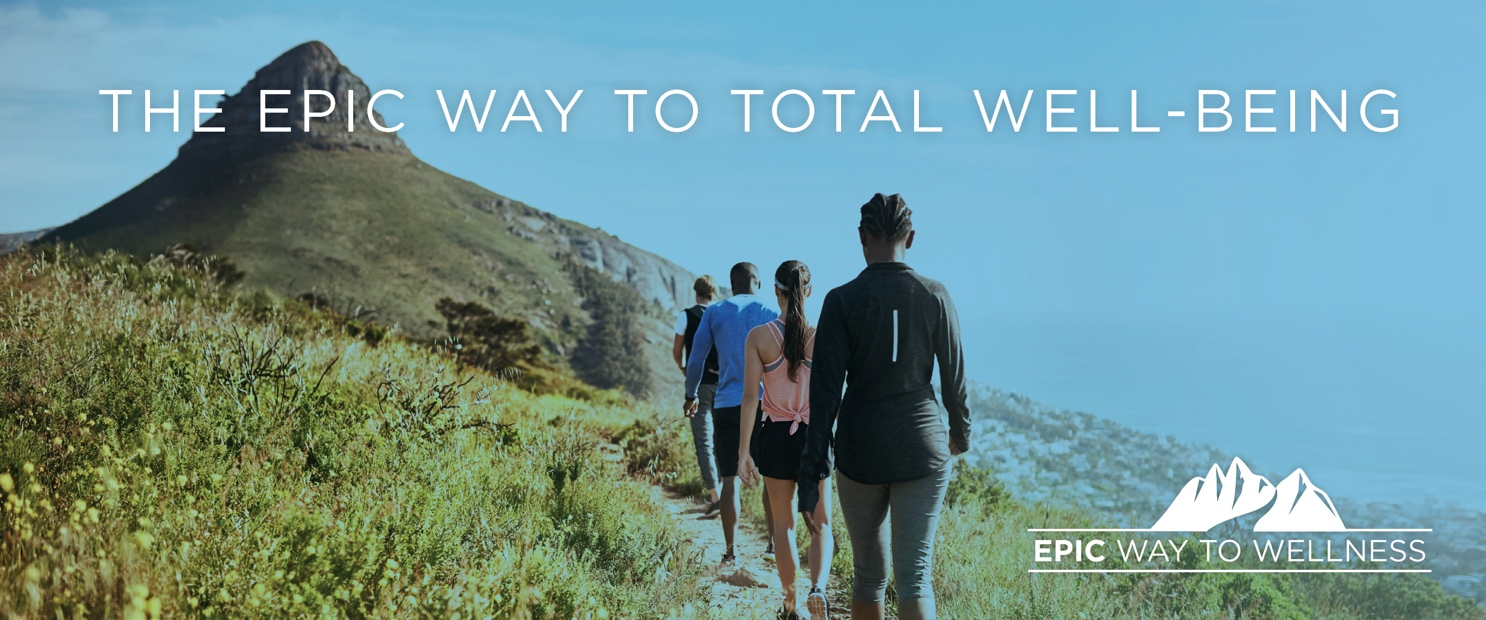 THE EPIC WAY TO TOTAL WELL-BEING
EPIC WAY TO WELLNESS